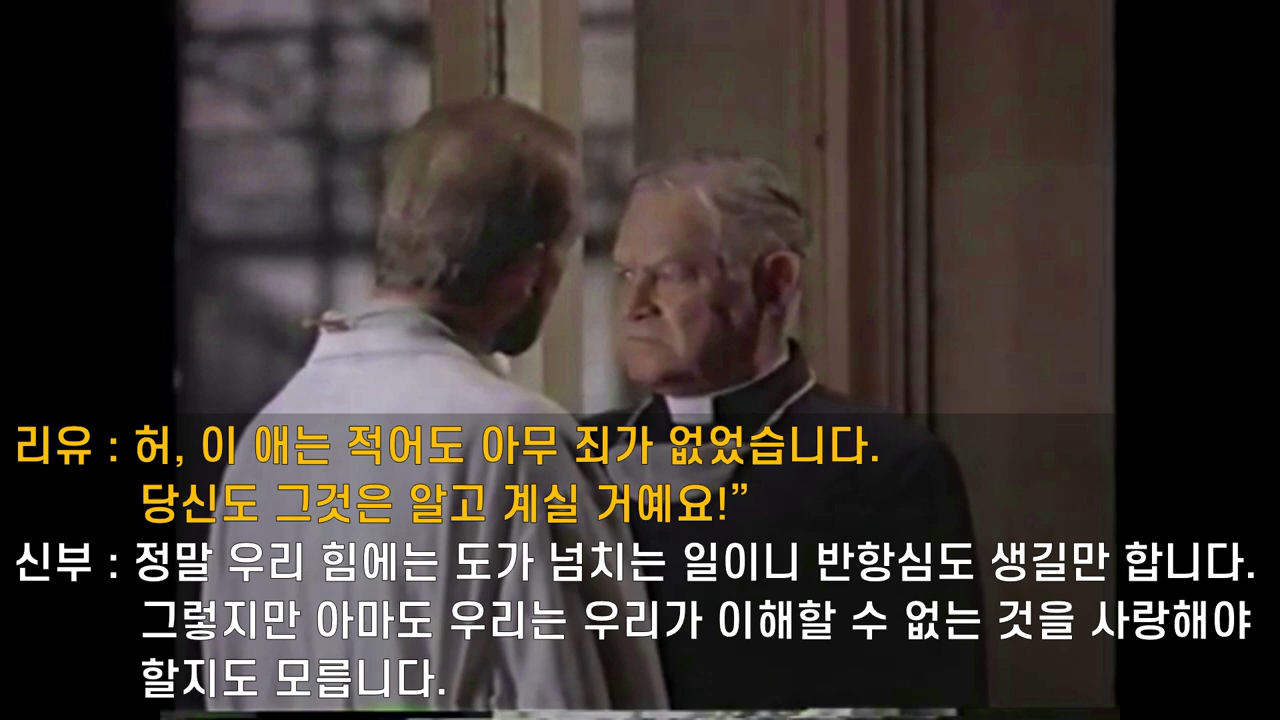 리유 : 허, 이 애는 적어도 아무 죄가 없었습니다.
당신도 그것은 알고 계실 거예요!”
신부 : 정말 우리 힘에는 도가 넘치는 일이니 반항심도 생길만 합니다.
그렇지만 아마도 우리는 우리가 이해할 수 없는 것을 사랑해야
할지도 모릅니다.